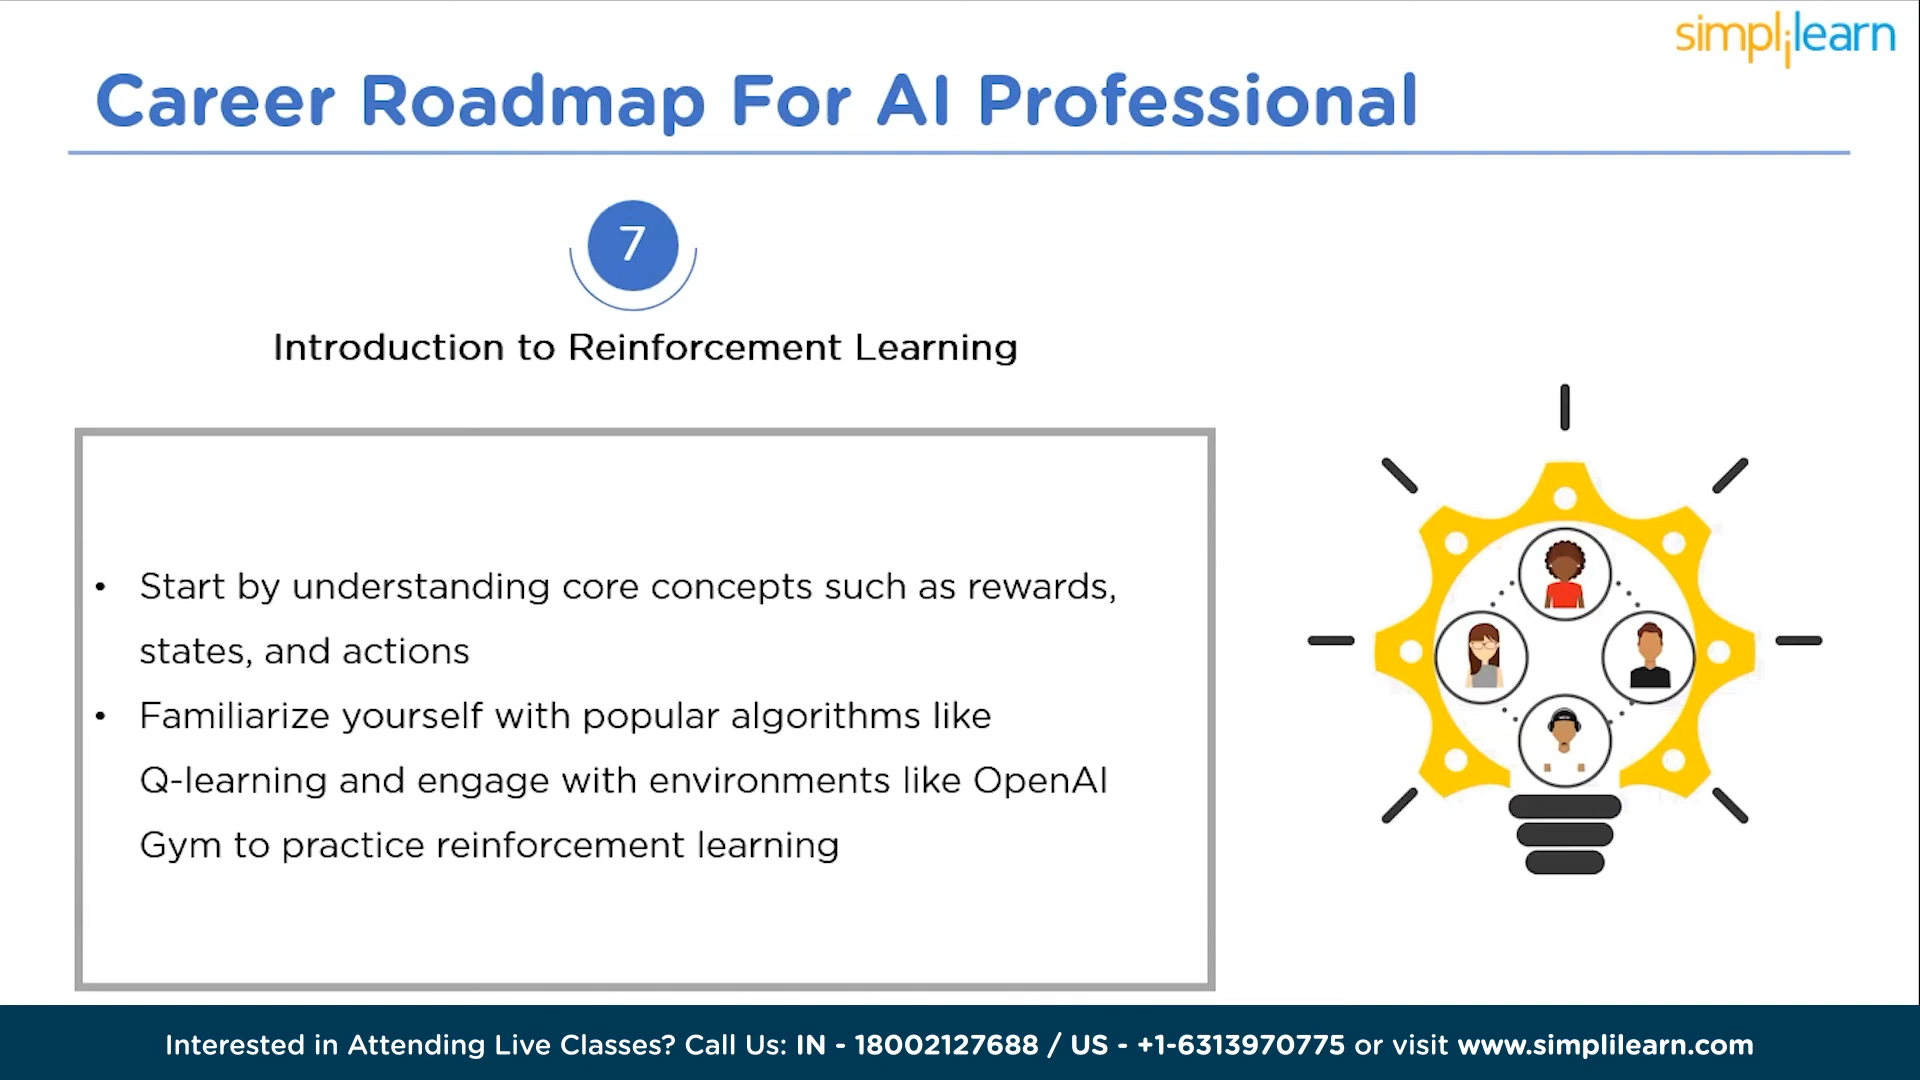 simplilearn
Career Roadmap For AI Professional
7
Introduction to Reinforcement Learning
• Start by understanding core concepts such as rewards,
states, and actions
• Familiarize yourself with popular algorithms like
Q-learning and engage with environments like OpenAI
Gym to practice reinforcement learning
Interested in Attending Live Classes? Call Us: IN - 18002127688 / US - +1-6313970775 or visit www.simplilearn.com